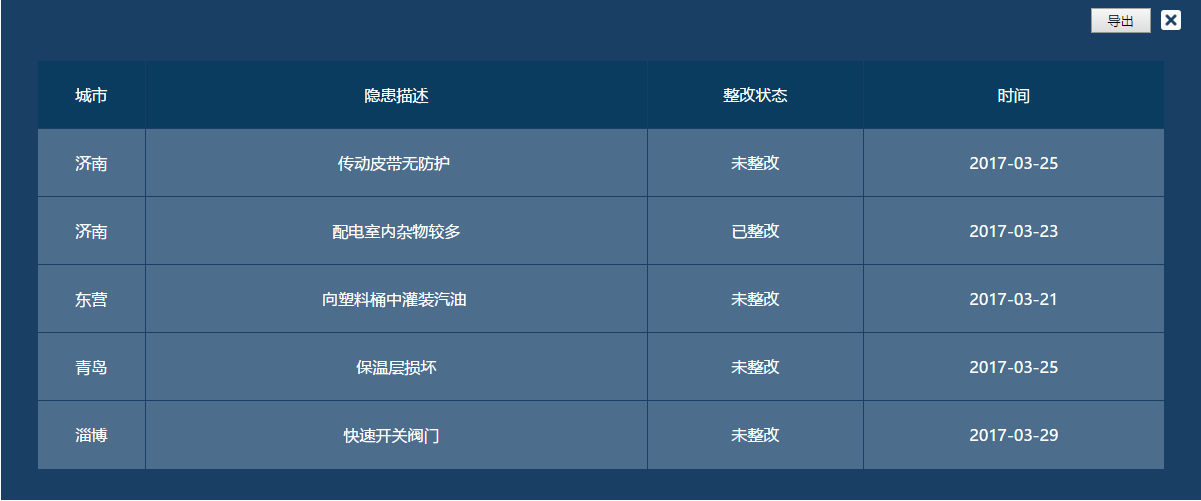 导出
城市 隐患描述 整改状态 时间
济南 传动皮带无防护 未整改 2017-03-25
济南 配电室内杂物较多 已整改 2017-03-23
东营 向塑料桶中灌装汽油 未整改 2017-03-21
青岛 保温层损坏 未整改 2017-03-25
淄博 快速开关阀门 未整改 2017-03-29